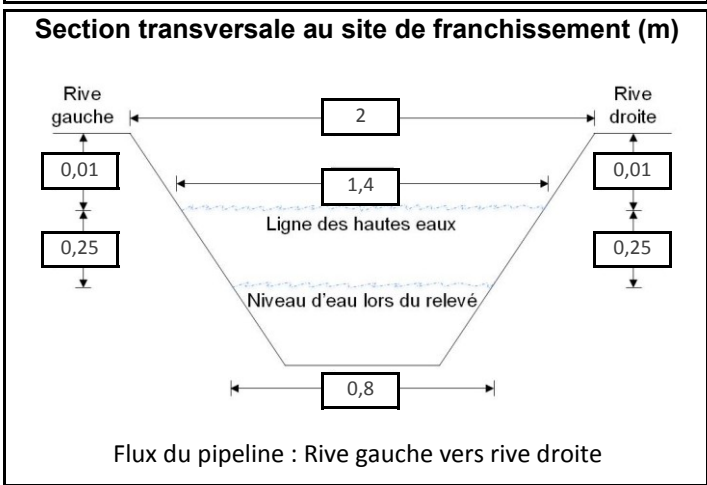 Section transversale au site de franchissement (m)
Rive gauche
2
Rive droite
0,01
0,01
1,4
Ligne des hautes eaux
0,25
0,25
Niveau d'eau lors du relevé
0,8
Flux du pipeline : Rive gauche vers rive droite